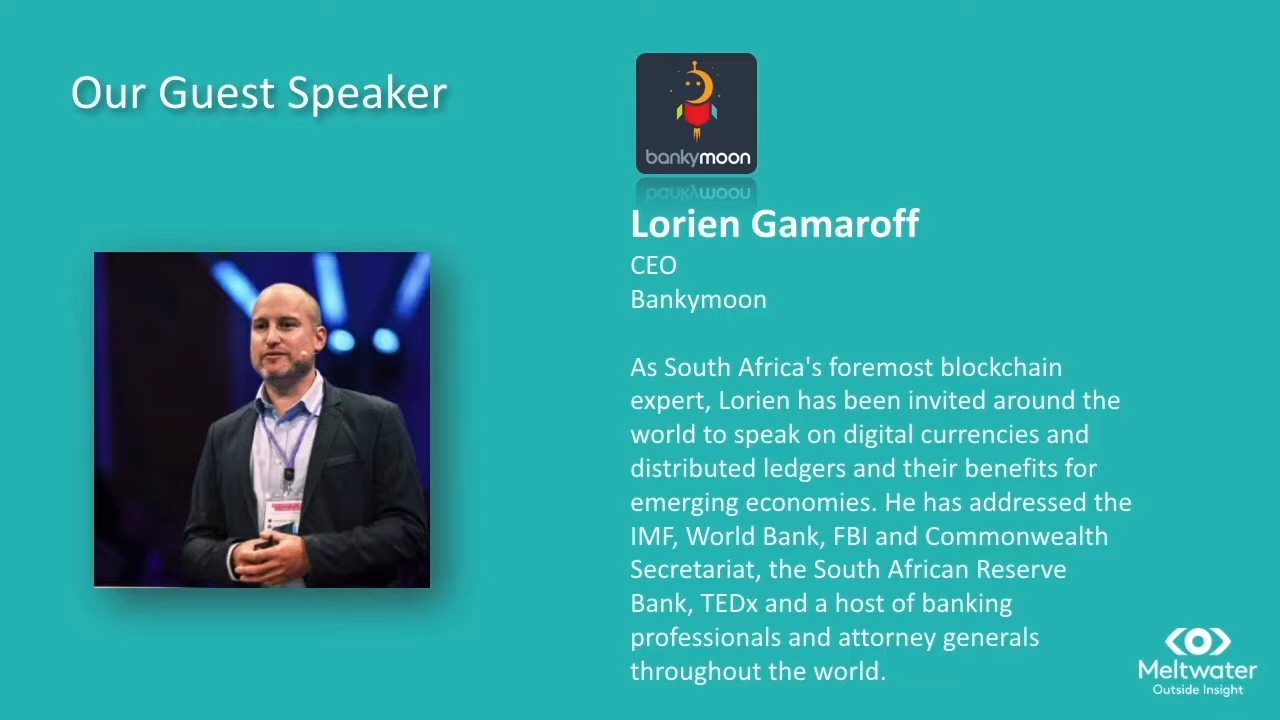 Our Guest Speaker
bankymoon
Lorien Gamaroff
CEO
Bankymoon
As South Africa's foremost blockchain
expert, Lorien has been invited around the
world to speak on digital currencies and
distributed ledgers and their benefits for
emerging economies. He has addressed the
IMF, World Bank, FBI and Commonwealth
Secretariat, the South African Reserve
Bank, TEDx and a host of banking
professionals and attorney generals
throughout the world.
Meltwater
Outside Insight